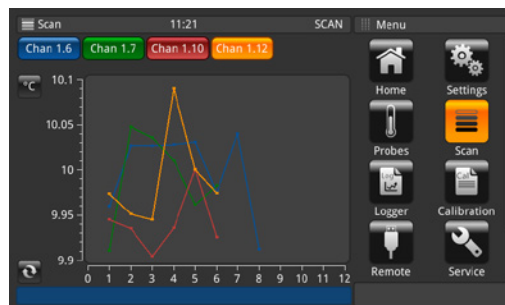 Scan 11:21 SCAN Menu
Chan 1.6 Chan 1.7 Chan 1.10 Chan 1.12
°C
10.1
10.05
10
9.95
9.9
0 1 2 3 4 5 6 7 8 9 10 11 12
Home Settings
Probes Scan
Log
Cal
Logger Calibration
Remote Service